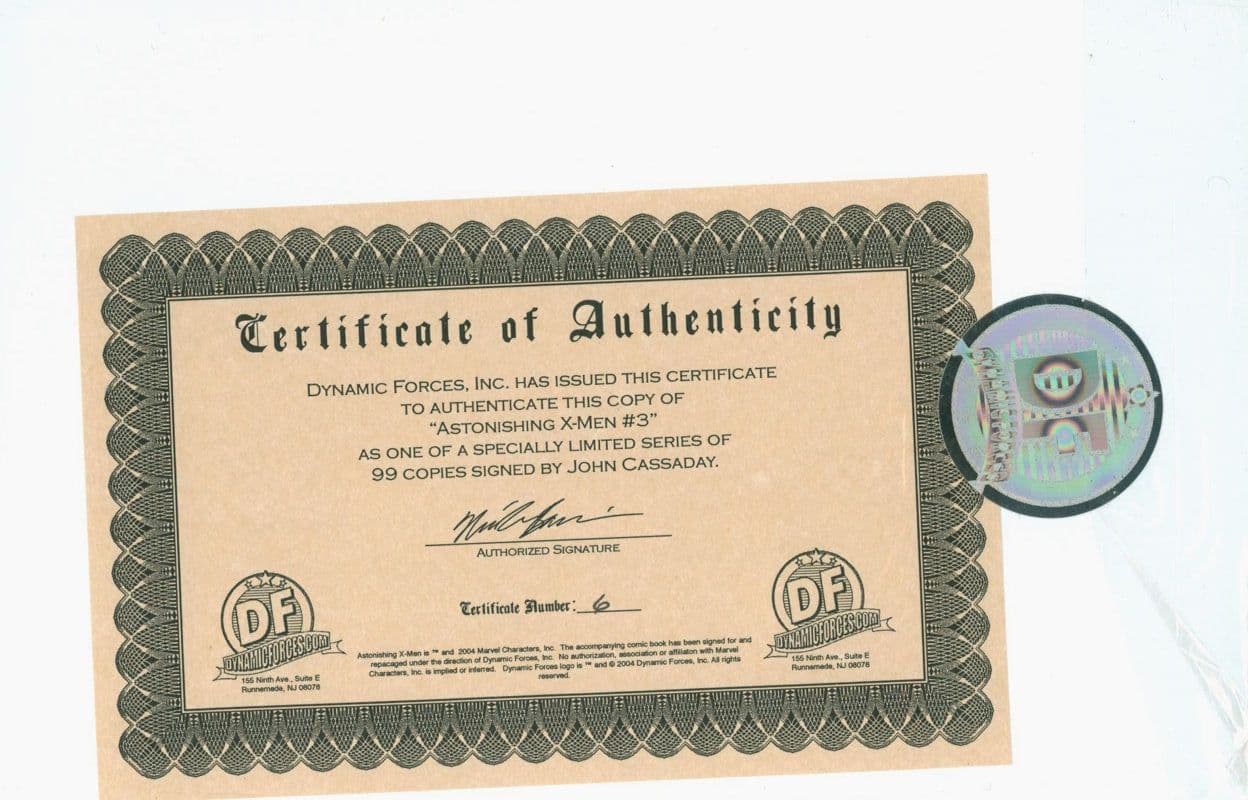 Certificate of Authenticity
DYNAMIC FORCES, INC. HAS ISSUED THIS CERTIFICATE
TO AUTHENTICATE THIS COPY OF
“ASTONISHING X-MEN #3”
AS ONE OF A SPECIALLY LIMITED SERIES OF
99 COPIES SIGNED BY JOHN CASSADAY.
AUTHORIZED SIGNATURE
Certificate Number: 6
DF
DYNAMICFORCES.COM
155 Ninth Ave., Suite E
Runnemede, NJ 08078
Astonishing X-Men is ™ and 2004 Marvel Characters, Inc. The accompanying comic book has been signed for and
repacaged under the direction of Dynamic Forces, Inc. No authorization, association or affiliation with Marvel
Characters, Inc. is implied or inferred. Dynamic Forces logo is ™ and © 2004 Dynamic Forces, Inc. All rights
reserved.
DF
DYNAMICFORCES.COM
155 Ninth Ave., Suite E
Runnemede, NJ 08078